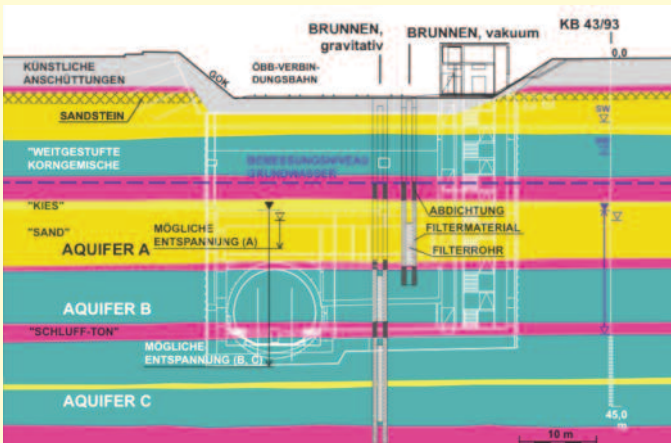 BRUNNEN,
gravitativ
BRUNNEN, vakuum
KB 43/93
0,0
KÜNSTLICHE
ANSCHÜTTUNGEN
GOK
ÖBB-VERBIN-
DUNGSBAHN
SANDSTEIN
SW
"WEITGESTUFTE
KORNGEMISCHE
BEMESSUNGSNIVEAU
GRUNDWASSER
"KIES"
"SAND"
MÖGLICHE
ENTSPANNUNG (A)
ABDICHTUNG
FILTERMATERIAL
FILTERROHR
AQUIFER A
AQUIFER B
"SCHLUFF-TON"
MÖGLICHE
ENTSPANNUNG (B, C)
AQUIFER C
45,0
m
10 m